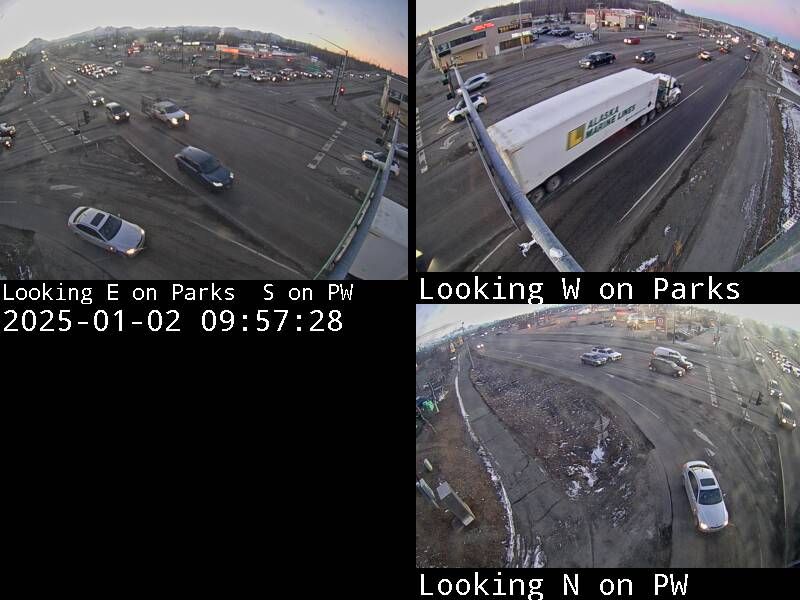 Looking E on Parks  S on PW
2025-01-02 09:57:28
ALASKA
MARINE LINES
Looking W on Parks
Looking N on PW